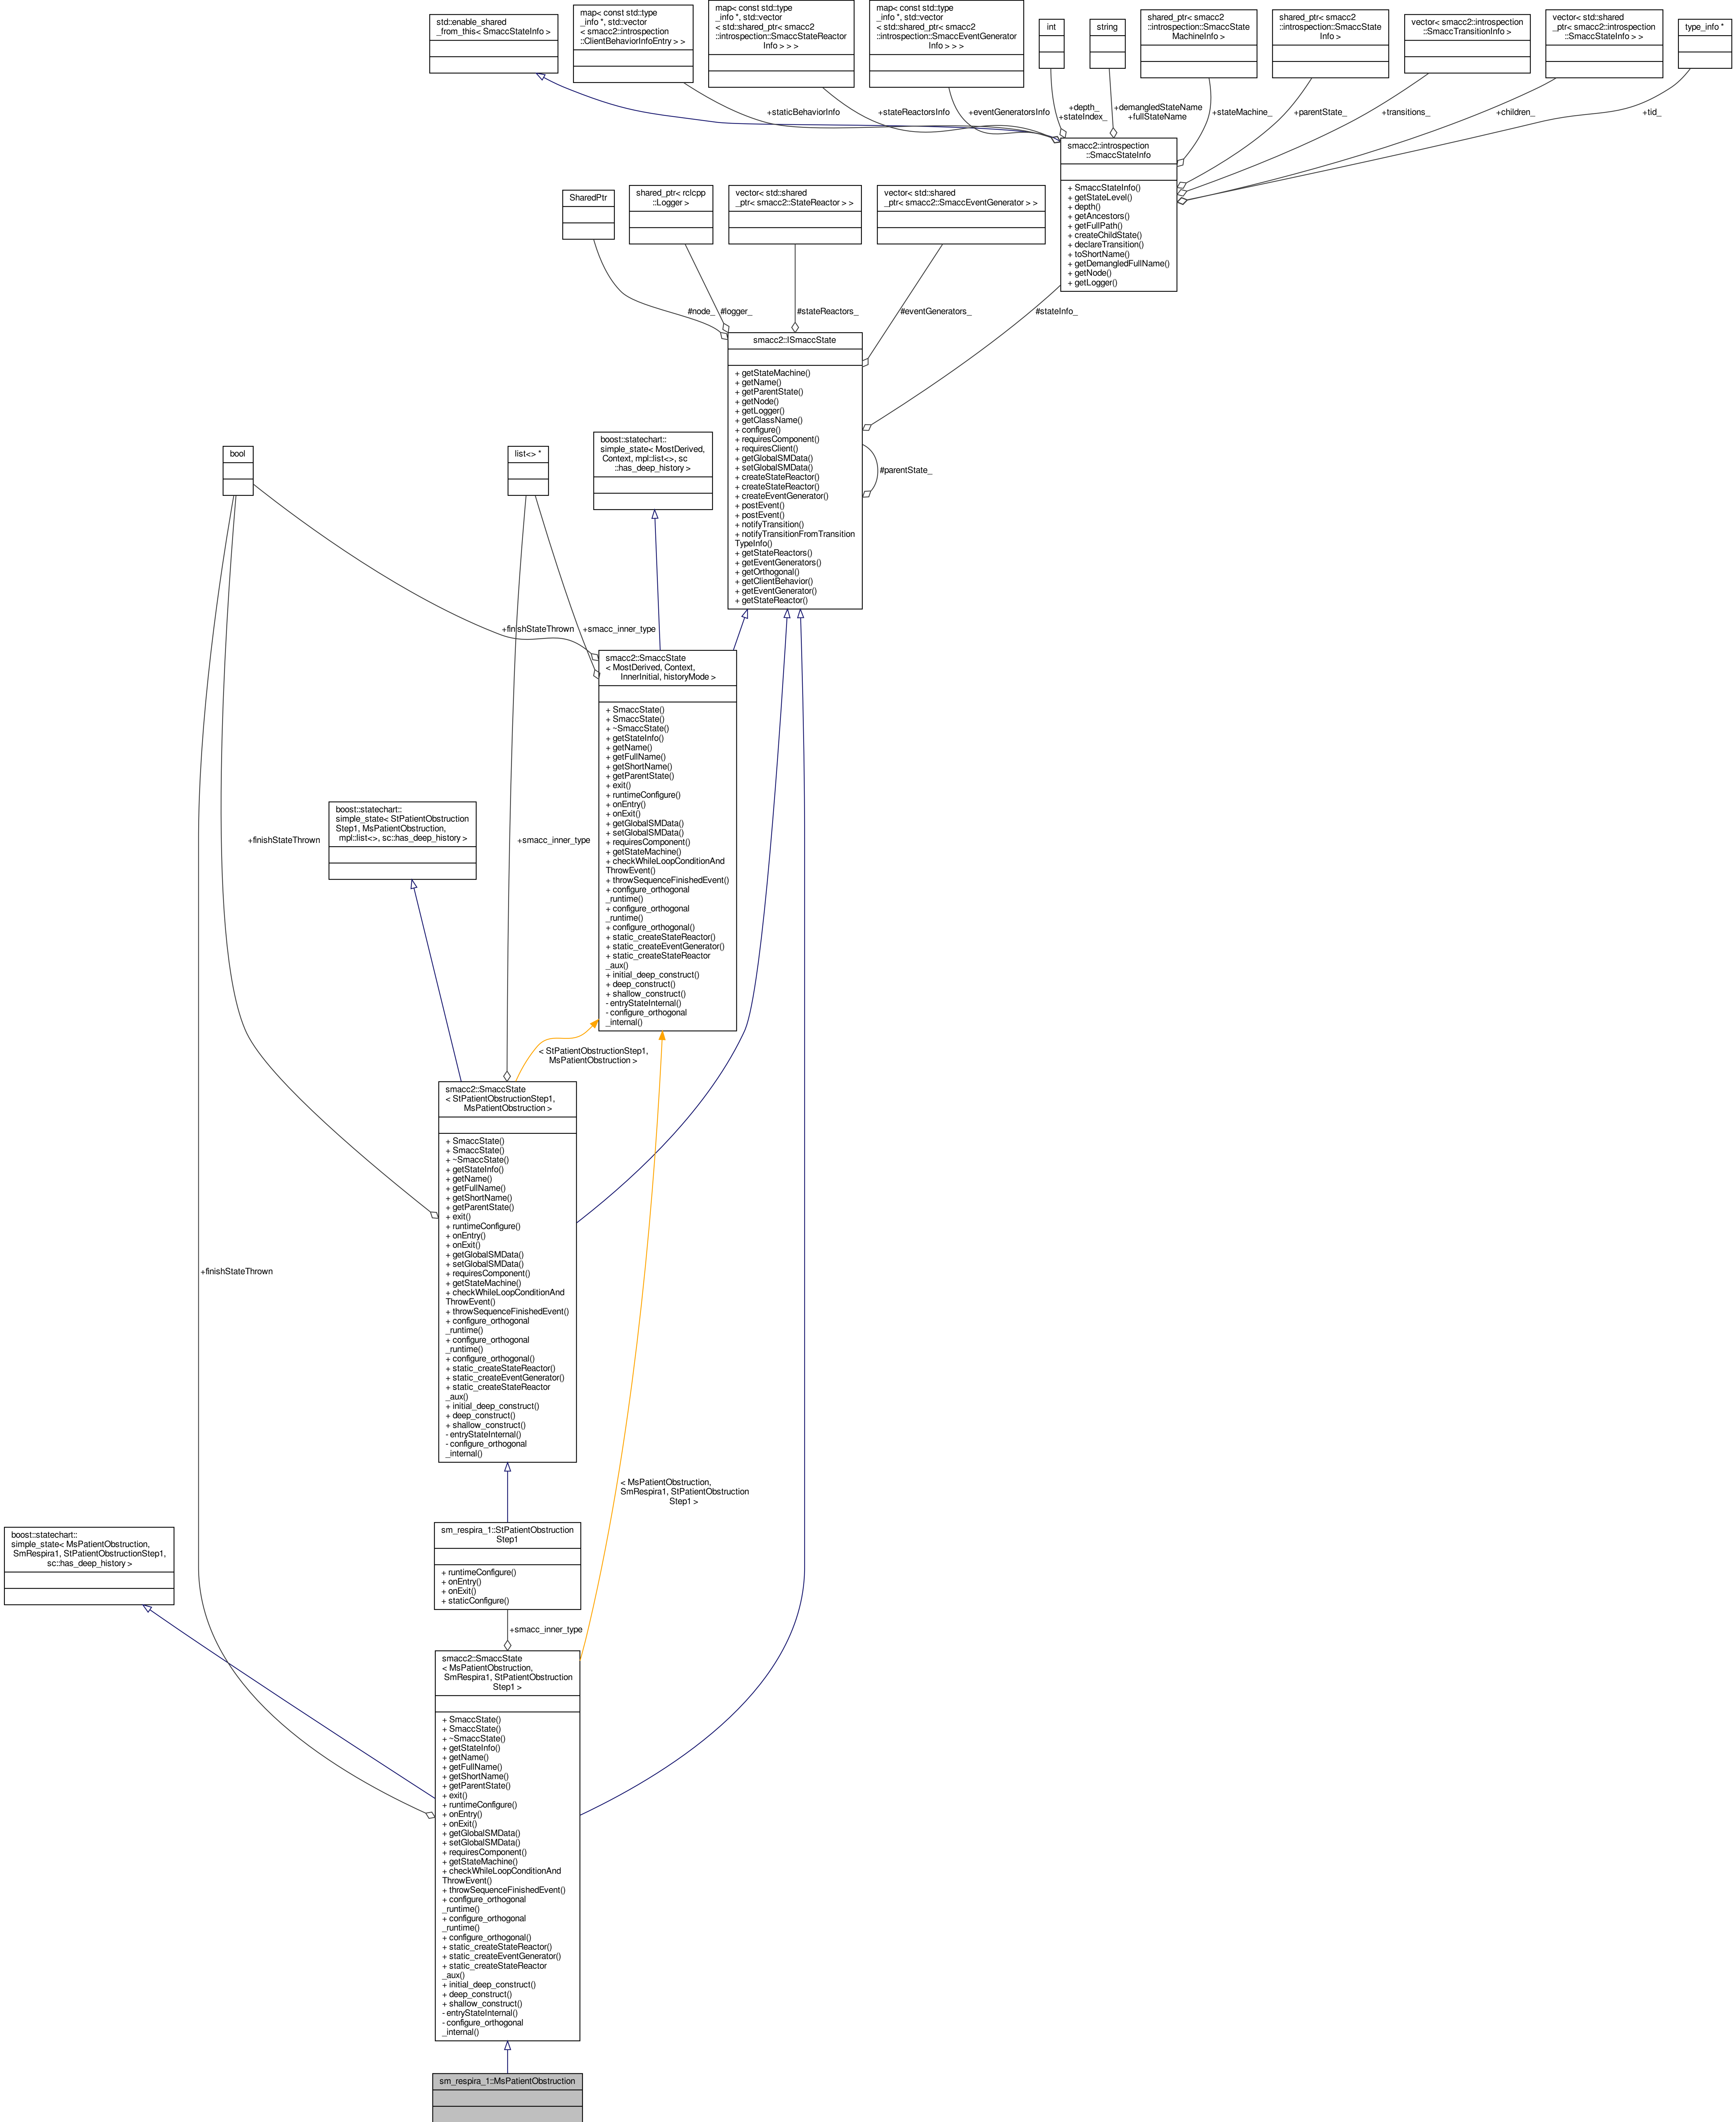 std::enable_shared
_from_this< SmaccStateInfo >
map< const std::type
_info *, std::vector
< smacc2::introspection
::ClientBehaviorInfoEntry > >
map< const std::type
_info *, std::vector
< std::shared_ptr< smacc2
::introspection::SmaccStateReactor
Info > > >
map< const std::type
_info *, std::vector
< std::shared_ptr< smacc2
::introspection::SmaccEventGenerator
Info > > >
int
string
shared_ptr< smacc2
::introspection::SmaccState
MachineInfo >
shared_ptr< smacc2
::introspection::SmaccState
Info >
vector< smacc2::introspection
::SmaccTransitionInfo >
vector< std::shared
_ptr< smacc2::introspection
::SmaccStateInfo > >
type_info *
+staticBehaviorInfo
+stateReactorsInfo
+eventGeneratorsInfo
+depth_
+stateIndex_
+demangledStateName
+fullStateName
+stateMachine_
+parentState_
+transitions_
+children_
+tid_
smacc2::introspection
::SmaccStateInfo
+ SmaccStateInfo()
+ getStateLevel()
+ depth()
+ getAncestors()
+ getFullPath()
+ createChildState()
+ declareTransition()
+ toShortName()
+ getDemangledFullName()
+ getNode()
+ getLogger()
SharedPtr
shared_ptr< rclcpp
::Logger >
vector< std::shared
_ptr< smacc2::StateReactor > >
vector< std::shared
_ptr< smacc2::SmaccEventGenerator > >
#node_
#logger_
#stateReactors_
#eventGenerators_
#stateInfo_
smacc2::ISmaccState
+ getStateMachine()
+ getName()
+ getParentState()
+ getNode()
+ getLogger()
+ getClassName()
+ configure()
+ requiresComponent()
+ requiresClient()
+ getGlobalSMData()
+ setGlobalSMData()
+ createStateReactor()
+ createStateReactor()
+ createEventGenerator()
+ postEvent()
+ postEvent()
+ notifyTransition()
+ notifyTransitionFromTransition
TypeInfo()
+ getStateReactors()
+ getEventGenerators()
+ getOrthogonal()
+ getClientBehavior()
+ getEventGenerator()
+ getStateReactor()
#parentState_
bool
list<> *
boost::statechart::
simple_state< MostDerived,
Context, mpl::list<>, sc
::has_deep_history >
+finishStateThrown
+smacc_inner_type
smacc2::SmaccState
< MostDerived, Context,
InnerInitial, historyMode >
+ SmaccState()
+ SmaccState()
+ ~SmaccState()
+ getStateInfo()
+ getName()
+ getFullName()
+ getShortName()
+ getParentState()
+ exit()
+ runtimeConfigure()
+ onEntry()
+ onExit()
+ getGlobalSMData()
+ setGlobalSMData()
+ requiresComponent()
+ getStateMachine()
+ checkWhileLoopConditionAnd
ThrowEvent()
+ throwSequenceFinishedEvent()
+ configure_orthogonal
_runtime()
+ configure_orthogonal
_runtime()
+ configure_orthogonal()
+ static_createStateReactor()
+ static_createEventGenerator()
+ static_createStateReactor
_aux()
+ initial_deep_construct()
+ deep_construct()
+ shallow_construct()
- entryStateInternal()
- configure_orthogonal
_internal()
boost::statechart::
simple_state< StPatientObstruction
Step1, MsPatientObstruction,
mpl::list<>, sc::has_deep_history >
+finishStateThrown
+smacc_inner_type
< StPatientObstructionStep1,
MsPatientObstruction >
smacc2::SmaccState
< StPatientObstructionStep1,
MsPatientObstruction >
+ SmaccState()
+ SmaccState()
+ ~SmaccState()
+ getStateInfo()
+ getName()
+ getFullName()
+ getShortName()
+ getParentState()
+ exit()
+ runtimeConfigure()
+ onEntry()
+ onExit()
+ getGlobalSMData()
+ setGlobalSMData()
+ requiresComponent()
+ getStateMachine()
+ checkWhileLoopConditionAnd
ThrowEvent()
+ throwSequenceFinishedEvent()
+ configure_orthogonal
_runtime()
+ configure_orthogonal
_runtime()
+ configure_orthogonal()
+ static_createStateReactor()
+ static_createEventGenerator()
+ static_createStateReactor
_aux()
+ initial_deep_construct()
+ deep_construct()
+ shallow_construct()
- entryStateInternal()
- configure_orthogonal
_internal()
+finishStateThrown
< MsPatientObstruction,
SmRespira1, StPatientObstruction
Step1 >
boost::statechart::
simple_state< MsPatientObstruction,
SmRespira1, StPatientObstructionStep1,
sc::has_deep_history >
sm_respira_1::StPatientObstruction
Step1
+ runtimeConfigure()
+ onEntry()
+ onExit()
+ staticConfigure()
+smacc_inner_type
smacc2::SmaccState
< MsPatientObstruction,
SmRespira1, StPatientObstruction
Step1 >
+ SmaccState()
+ SmaccState()
+ ~SmaccState()
+ getStateInfo()
+ getName()
+ getFullName()
+ getShortName()
+ getParentState()
+ exit()
+ runtimeConfigure()
+ onEntry()
+ onExit()
+ getGlobalSMData()
+ setGlobalSMData()
+ requiresComponent()
+ getStateMachine()
+ checkWhileLoopConditionAnd
ThrowEvent()
+ throwSequenceFinishedEvent()
+ configure_orthogonal
_runtime()
+ configure_orthogonal
_runtime()
+ configure_orthogonal()
+ static_createStateReactor()
+ static_createEventGenerator()
+ static_createStateReactor
_aux()
+ initial_deep_construct()
+ deep_construct()
+ shallow_construct()
- entryStateInternal()
- configure_orthogonal
_internal()
sm_respira_1::MsPatientObstruction